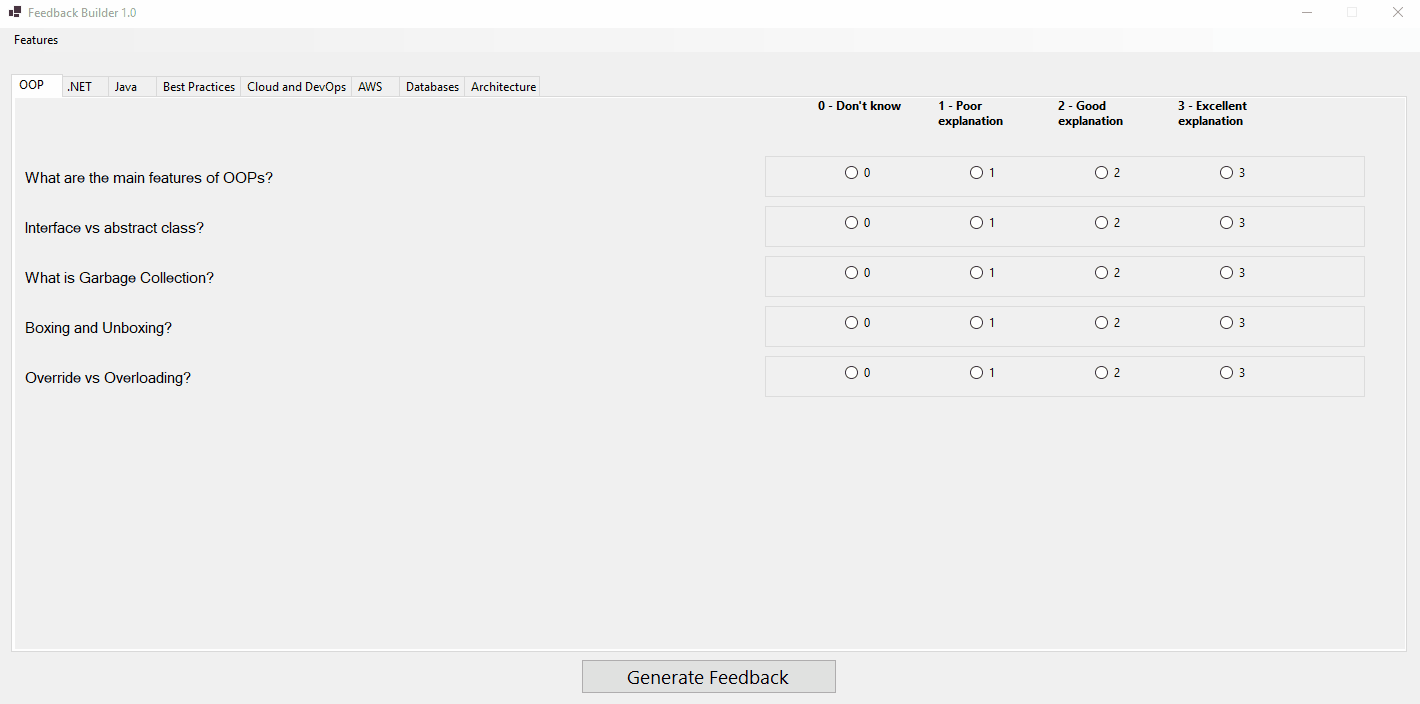 Feedback Builder 1.0
Features
OOP .NET Java Best Practices Cloud and DevOps AWS Databases Architecture
0 - Don't know 1 - Poor explanation 2 - Good explanation 3 - Excellent explanation
What are the main features of OOPs? 0 1 2 3
Interface vs abstract class? 0 1 2 3
What is Garbage Collection? 0 1 2 3
Boxing and Unboxing? 0 1 2 3
Override vs Overloading? 0 1 2 3
Generate Feedback